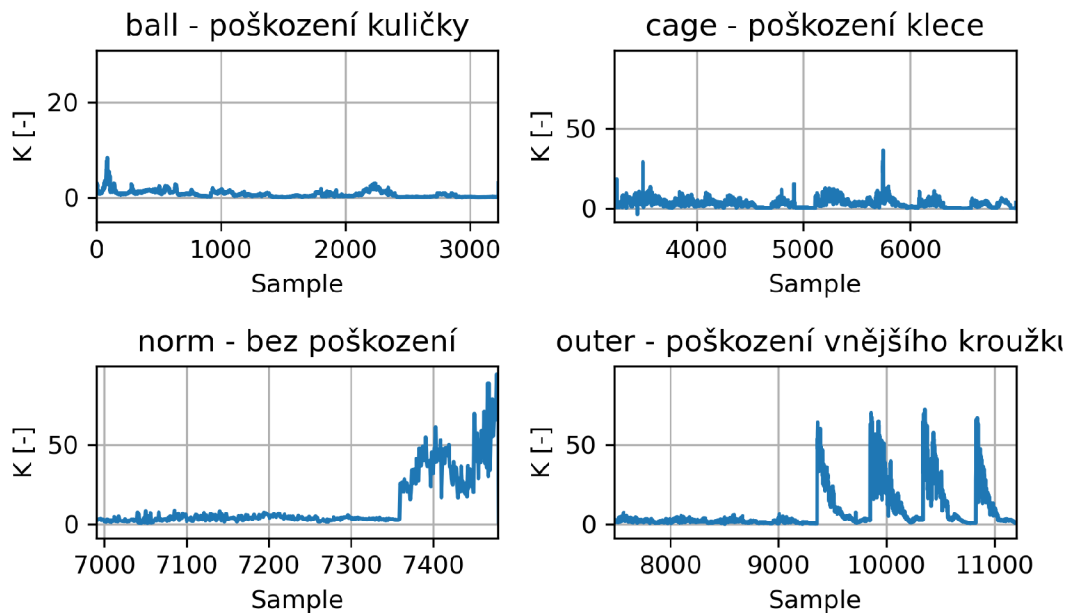 ball - poškození kuličky
K [-]
20
0
0 1000 2000 3000
Sample
cage - poškození klece
K [-]
50
0
4000 5000 6000
Sample
norm - bez poškození
K [-]
50
0
7000 7100 7200 7300 7400
Sample
outer - poškození vnějšího kroužku
K [-]
50
0
8000 9000 10000 11000
Sample